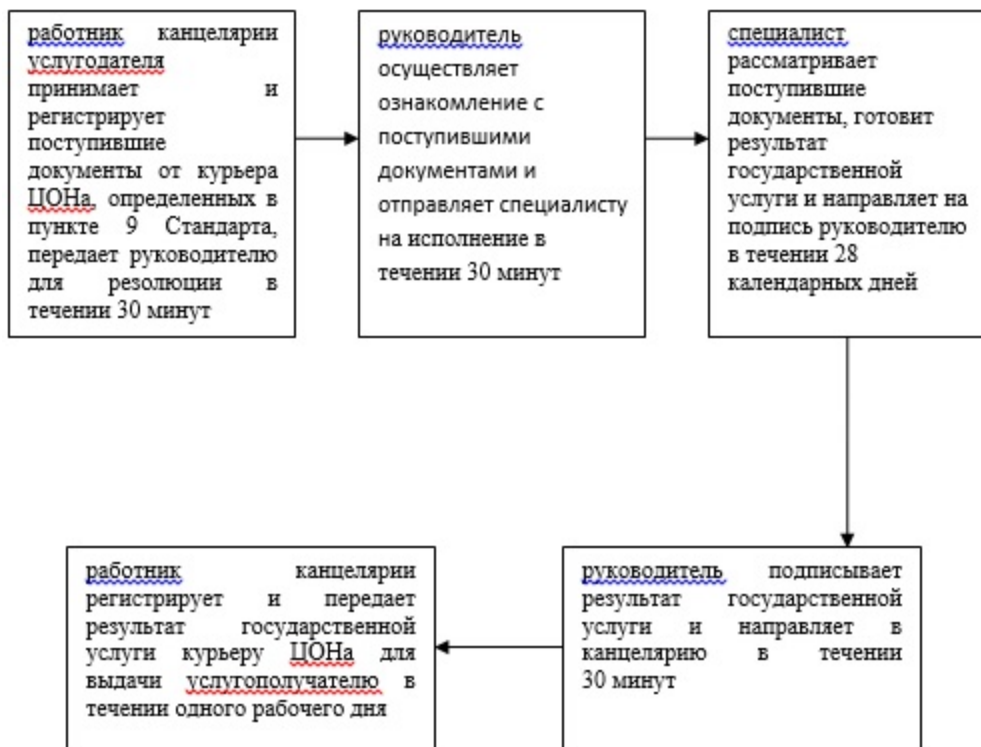 работник канцелярии
услугодателя
принимает и
регистрирует
поступившие
документы от курьера
ЦОНа, определенных в
пункте 9 Стандарта,
передает руководителю
для резолюции в
течении 30 минут
руководитель
осуществляет
ознакомление с
поступившими
документами и
отправляет специалисту
на исполнение в
течении 30 минут
специалист
рассматривает
поступившие
документы, готовит
результат
государственной
услуги и направляет на
подпись руководителю
в течении 28
календарных дней
руководитель подписывает
результат государственной
услуги и направляет в
канцелярию в течении
30 минут
работник канцелярии
регистрирует и передает
результат государственной
услуги курьеру ЦОНа для
выдачи услугополучателю в
течении одного рабочего дня